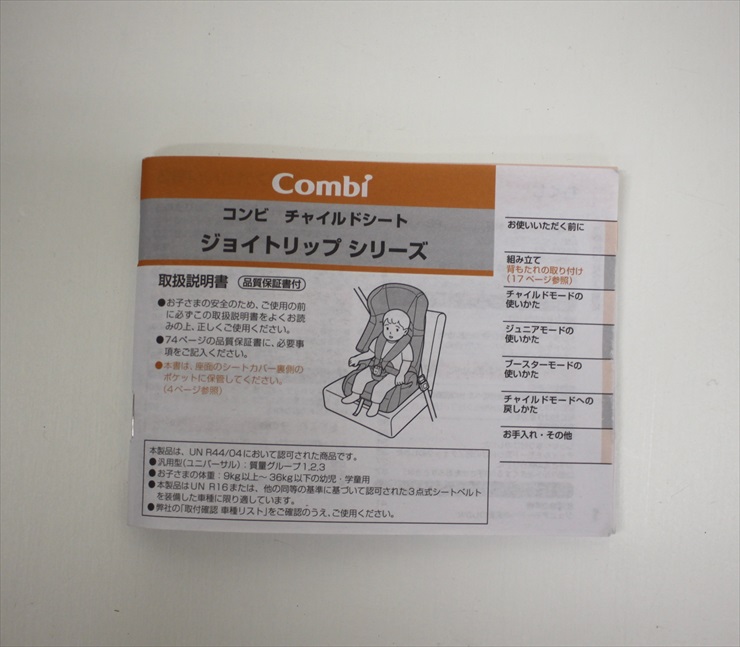 Combi
コンビ チャイルドシート
ジョイトリップ シリーズ
取扱説明書 (品質保証書付)
●お子さまの安全のため、ご使用の前
に必ずこの取扱説明書をよくお読
みの上、正しくご使用ください。
●74ページの品質保証書に、必要事
項をご記入ください。
●本書は、座面のシートカバー裏側の
ポケットに保管してください。
(4ページ参照)
本製品は、UN R44/04において認可された商品です。
●汎用型(ユニバーサル):質量グループ1,2,3
●お子さまの体重:9kg以上～36kg以下の幼児・学童用
●本製品はUN R16または、他の同等の基準に基づいて認可された3点式シートベルト
を装備した車種に限り適しています。
●弊社の「取付確認 車種リスト」をご確認のうえ、ご使用ください。
お使いいただく前に
組み立て
背もたれの取り付け
(17ページ参照)
チャイルドモードの
使いかた
ジュニアモードの
使いかた
ブースターモードの
使いかた
チャイルドモードへの
戻しかた
お手入れ・その他